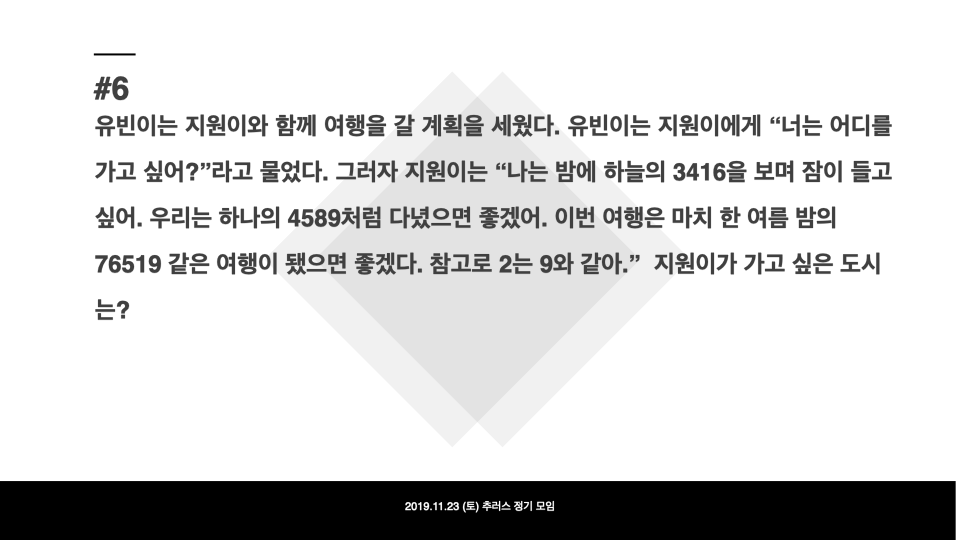 #6
유빈이는 지원이와 함께 여행을 갈 계획을 세웠다. 유빈이는 지원이에게 “너는 어디를
가고 싶어?”라고 물었다. 그러자 지원이는 “나는 밤에 하늘의 3416을 보며 잠이 들고
싶어. 우리는 하나의 4589처럼 다녔으면 좋겠어. 이번 여행은 마치 한 여름 밤의
76519 같은 여행이 됐으면 좋겠다. 참고로 2는 9와 같아.” 지원이가 가고 싶은 도시
는?
2019.11.23 (토) 추러스 정기 모임